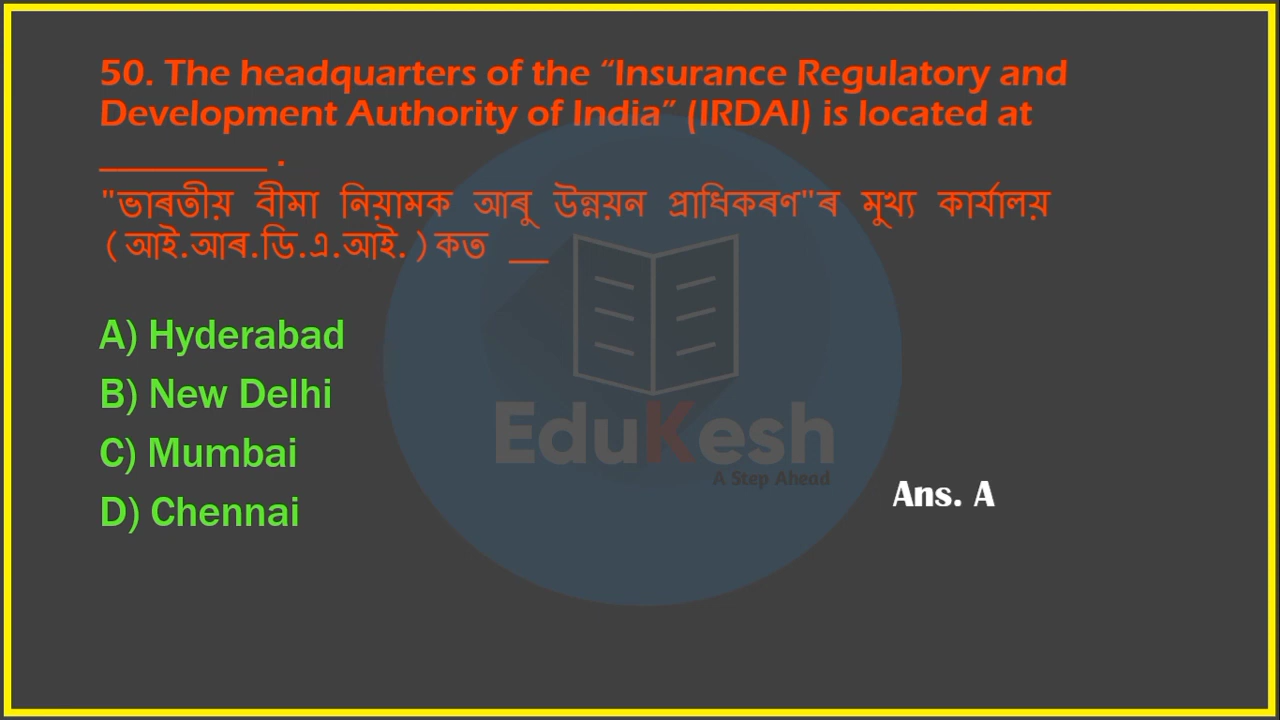 50. The headquarters of the “Insurance Regulatory and
Development Authority of India” (IRDAI) is located at
_________ .
"ভাৰতীয় বীমা নিয়ামক আৰু উন্নয়ন প্ৰাধিকৰণ"ৰ মুখ্য কাৰ্যালয়
(আই.আৰ.ডি.এ.আই.)কত __
A) Hyderabad
B) New Delhi
C) Mumbai
D) Chennai
EduKesh
A Step Ahead
Ans. A